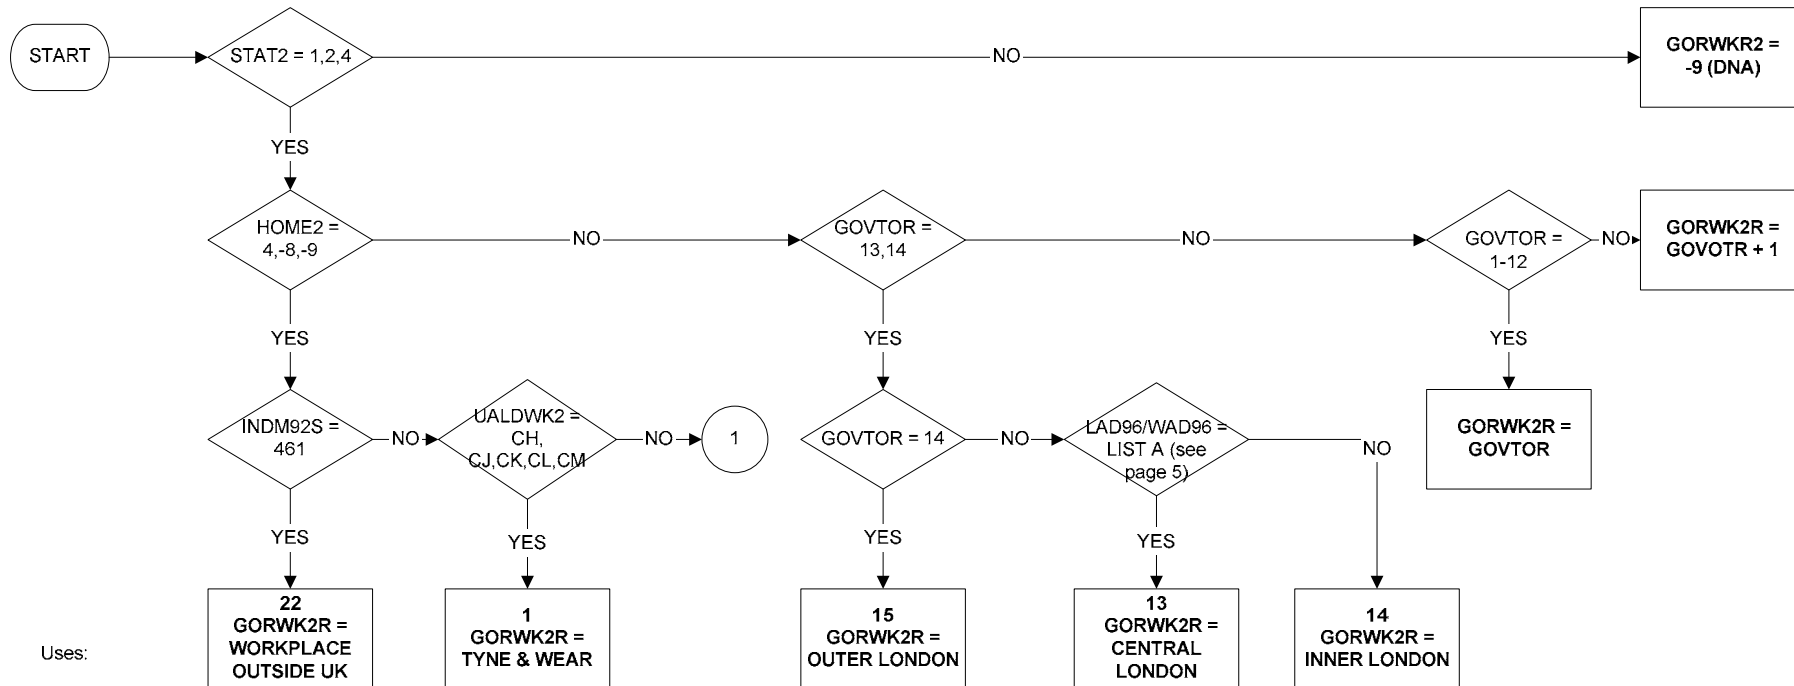 START
STAT2 = 1,2,4
NO
GORWKR2 =
-9 (DNA)
YES
HOME2 =
4,-8,-9
NO
GOVTOR =
13,14
NO
GOVTOR =
1-12
NO
GORWK2R =
GOVOTR + 1
YES
YES
YES
INDM92S =
461
NO
UALDWK2 =
CH,
CJ,CK,CL,CM
NO
1
GOVTOR = 14
NO
LAD96/WAD96 =
LIST A (see
page 5)
NO
GORWK2R =
GOVTOR
YES
YES
YES
YES
22
GORWK2R =
WORKPLACE
OUTSIDE UK
1
GORWK2R =
TYNE & WEAR
15
GORWK2R =
OUTER LONDON
13
GORWK2R =
CENTRAL
LONDON
14
GORWK2R =
INNER LONDON
Uses: